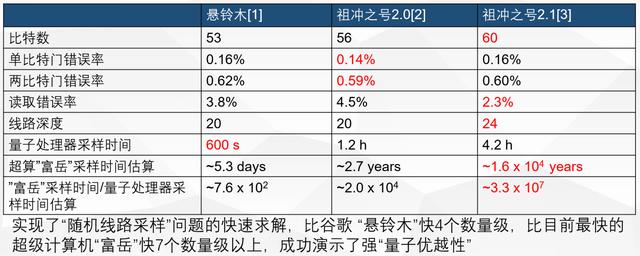 悬铃木[1] 祖冲之号2.0[2] 祖冲之号2.1[3]
比特数 53 56 60
单比特门错误率 0.16% 0.14% 0.16%
两比特门错误率 0.62% 0.59% 0.60%
读取错误率 3.8% 4.5% 2.3%
线路深度 20 20 24
量子处理器采样时间 600 s 1.2 h 4.2 h
超算"富岳"采样时间估算 ~5.3 days ~2.7 years ~1.6 x 10⁴ years
"富岳"采样时间/量子处理器采 ~7.6 x 10² ~2.0 x 10⁴ ~3.3 x 10⁷
样时间估算
实现了“随机线路采样”问题的快速求解，比谷歌 “悬铃木”快4个数量级，比目前最快的
超级计算机“富岳”快7个数量级以上，成功演示了强“量子优越性”